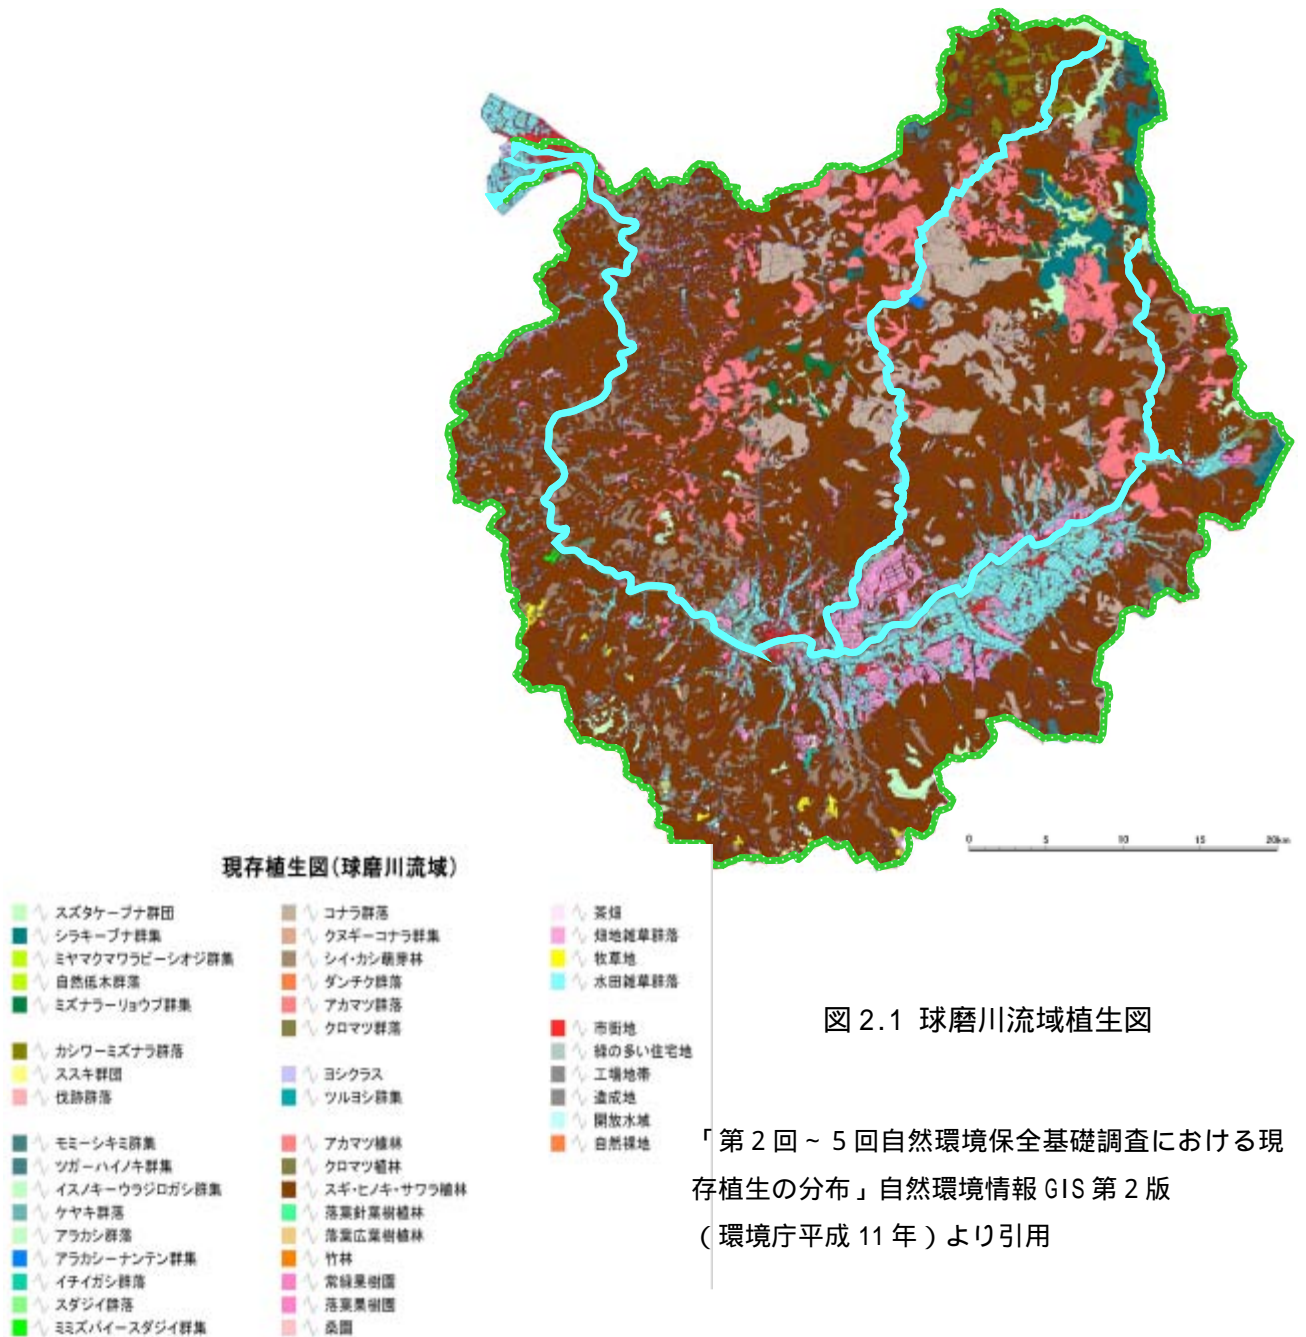 0 5 10 15 20km
現存植生図(球磨川流域)
スズタケーブナ群団
シラキーブナ群集
ミヤマクマワラビーシオジ群集
自然低木群落
ミズナラーリョウブ群集
カシワーミズナラ群落
ススキ群団
伐跡群落
モミーシキミ群集
ツガーハイノキ群集
イスノキーウラジロガシ群集
ケヤキ群落
アラカシ群落
アラカシーナンテン群集
イチイガシ群落
スダジイ群落
ミミズバイースダジイ群集
コナラ群落
クヌギーコナラ群集
シイ・カシ萌芽林
ダンチク群落
アカマツ群落
クロマツ群落
ヨシクラス
ツルヨシ群集
アカマツ植林
クロマツ植林
スギ・ヒノキ・サワラ植林
落葉針葉樹植林
落葉広葉樹植林
竹林
常緑果樹園
落葉果樹園
桑園
茶畑
畑地雑草群落
牧草地
水田雑草群落
市街地
緑の多い住宅地
工場地帯
造成地
開放水域
自然裸地
図 2.1 球磨川流域植生図
「第２回～５回自然環境保全基礎調査における現
存植生の分布」自然環境情報 GIS 第２版
（環境庁平成 11 年）より引用